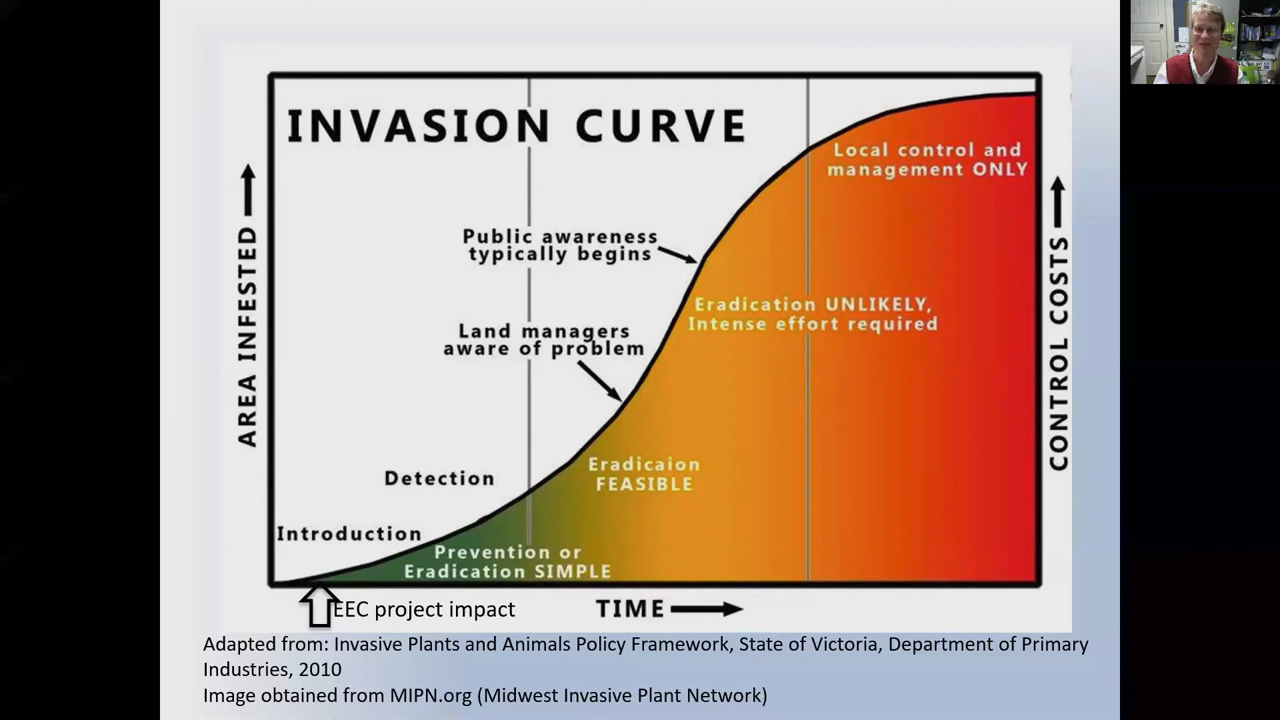 INVASION CURVE
Local control and
management ONLY
Public awareness
typically begins
Eradication UNLIKELY,
Intense effort required
Land managers
aware of problem
AREA INFESTED
CONTROL COSTS
Detection
Eradicaion
FEASIBLE
Introduction
Prevention or
Eradication SIMPLE
EEC project impact
TIME
Adapted from: Invasive Plants and Animals Policy Framework, State of Victoria, Department of Primary
Industries, 2010
Image obtained from MIPN.org (Midwest Invasive Plant Network)